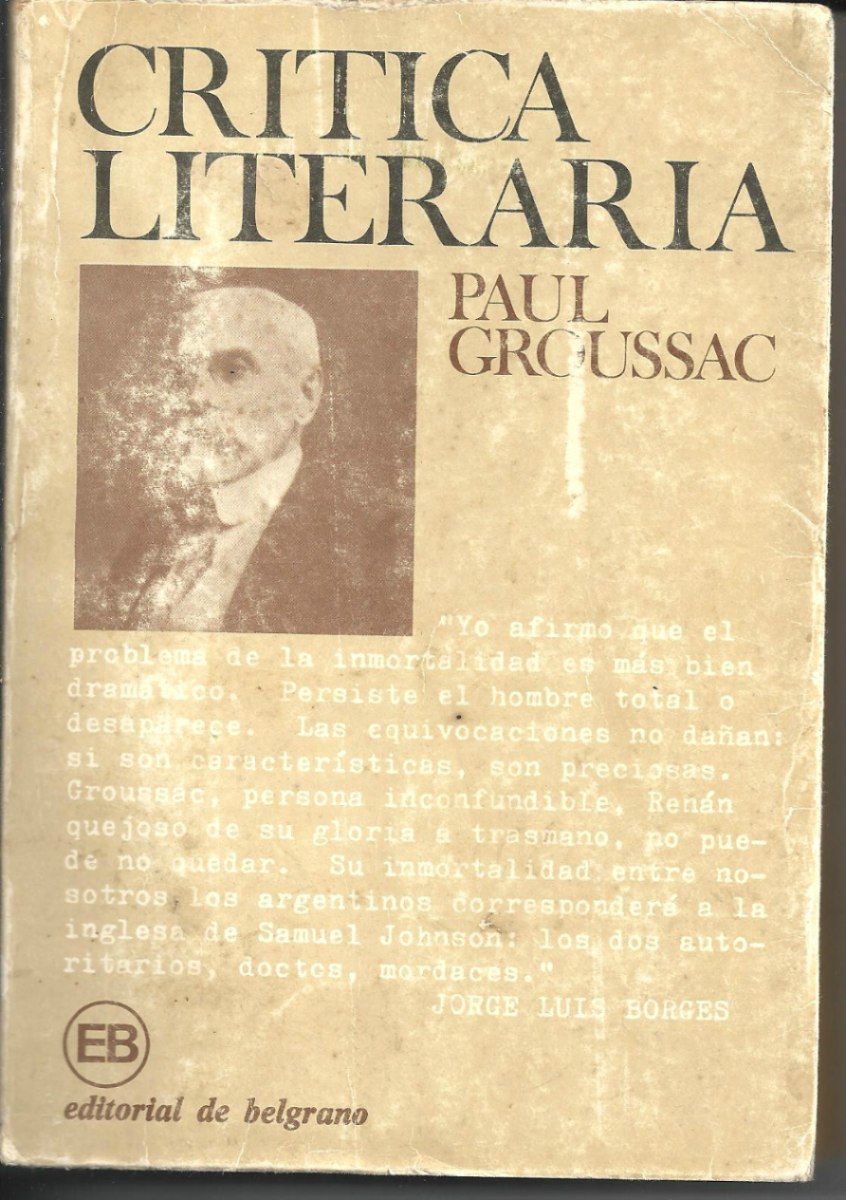 CRITICA
LITERARIA
PAUL
GROUSSAC
"Yo afirmo que el
problema de la inmortalidad es más bien
dramático. Persiste el hombre total o
desaparece. Las equivocaciones no dañan:
si son características, son preciosas.
Groussac, persona inconfundible, Renán
quejoso de su gloria a trasmano, no pue-
de no quedar. Su inmortalidad entre no-
sotros los argentinos corresponderá a la
inglesa de Samuel Johnson: los dos auto-
ritarios, doctos, mordaces."
JORGE LUIS BORGES
EB
editorial de belgrano